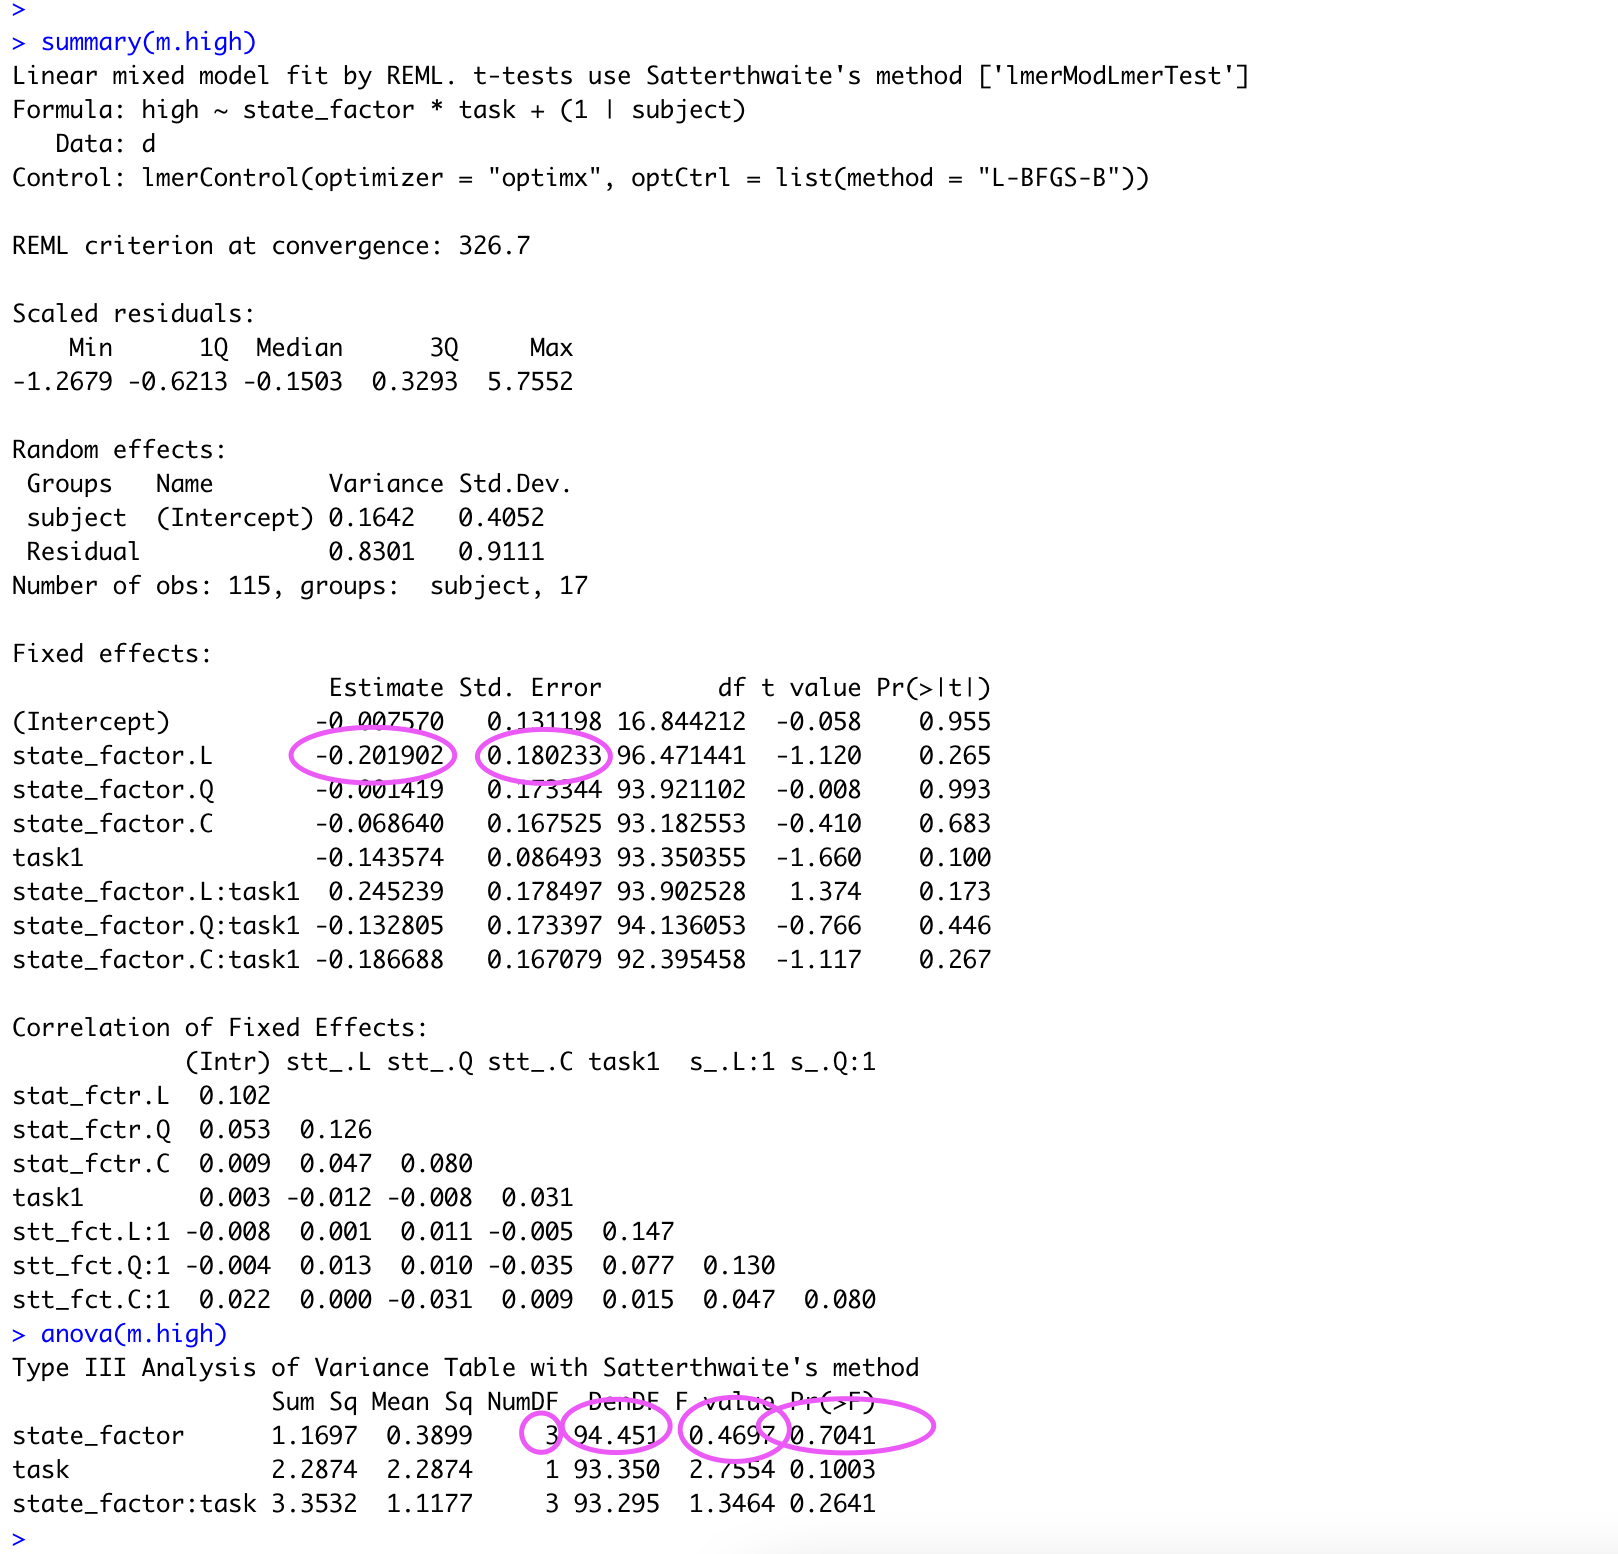 >
> summary(m.high)
Linear mixed model fit by REML. t-tests use Satterthwaite's method ['lmerModLmerTest']
Formula: high ~ state_factor * task + (1 | subject)
   Data: d
Control: lmerControl(optimizer = "optimx", optCtrl = list(method = "L-BFGS-B"))

REML criterion at convergence: 326.7

Scaled residuals:
    Min      1Q  Median      3Q     Max
-1.2679 -0.6213 -0.1503  0.3293  5.7552

Random effects:
 Groups   Name        Variance Std.Dev.
 subject  (Intercept) 0.1642   0.4052
 Residual             0.8301   0.9111
Number of obs: 115, groups:  subject, 17

Fixed effects:
                      Estimate Std. Error        df t value Pr(>|t|)
(Intercept)          -0.007570   0.131198 16.844212  -0.058    0.955
state_factor.L       -0.201902   0.180233 96.471441  -1.120    0.265
state_factor.Q       -0.001419   0.173344 93.921102  -0.008    0.993
state_factor.C       -0.068640   0.167525 93.182553  -0.410    0.683
task1                -0.143574   0.086493 93.350355  -1.660    0.100
state_factor.L:task1  0.245239   0.178497 93.902528   1.374    0.173
state_factor.Q:task1 -0.132805   0.173397 94.136053  -0.766    0.446
state_factor.C:task1 -0.186688   0.167079 92.395458  -1.117    0.267

Correlation of Fixed Effects:
            (Intr) stt_.L stt_.Q stt_.C task1  s_.L:1 s_.Q:1
stat_fctr.L  0.102
stat_fctr.Q  0.053  0.126
stat_fctr.C  0.009  0.047  0.080
task1        0.003 -0.012 -0.008  0.031
stt_fct.L:1 -0.008  0.001  0.011 -0.005  0.147
stt_fct.Q:1 -0.004  0.013  0.010 -0.035  0.077  0.130
stt_fct.C:1  0.022  0.000 -0.031  0.009  0.015  0.047  0.080
> anova(m.high)
Type III Analysis of Variance Table with Satterthwaite's method
                  Sum Sq Mean Sq NumDF  DenDF F value Pr(>F)
state_factor      1.1697  0.3899     3 94.451  0.4697 0.7041
task              2.2874  2.2874     1 93.350  2.7554 0.1003
state_factor:task 3.3532  1.1177     3 93.295  1.3464 0.2641
>